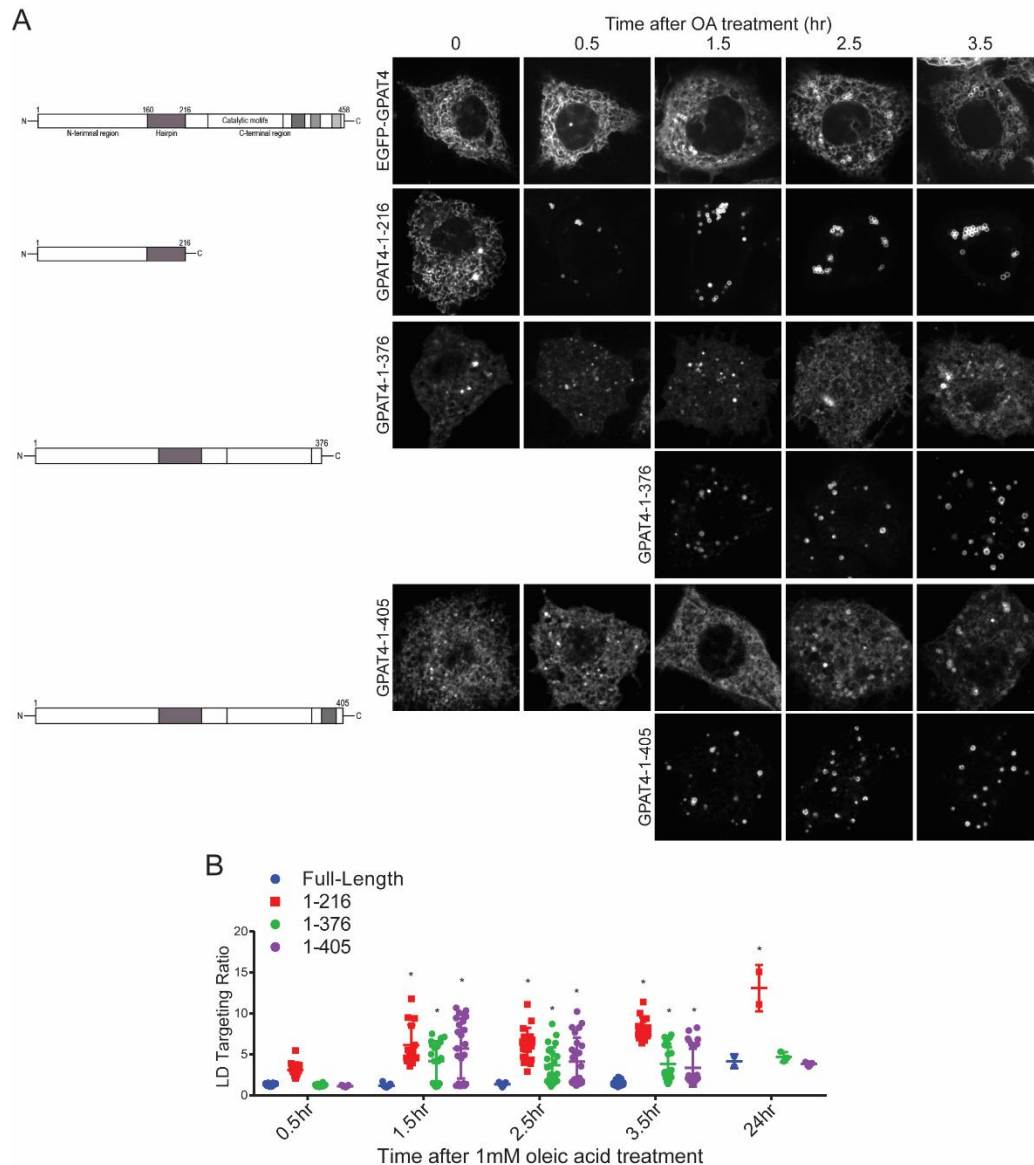 A
Time after OA treatment (hr)
0 0.5 1.5 2.5 3.5
1 160 216 458
N Catalytic motifs C
N-terminal region Hairpin C-terminal region
EGFP-GPAT4
1 216
N C
GPAT4-1-216
GPAT4-1-376
1 376
N C
GPAT4-1-376
GPAT4-1-405
1 405
N C
GPAT4-1-405
B
Full-Length
1-216
1-376
1-405
LD Targeting Ratio
20
15
10
5
0
* * * * * * * * * * *
0.5hr 1.5hr 2.5hr 3.5hr 24hr
Time after 1mM oleic acid treatment